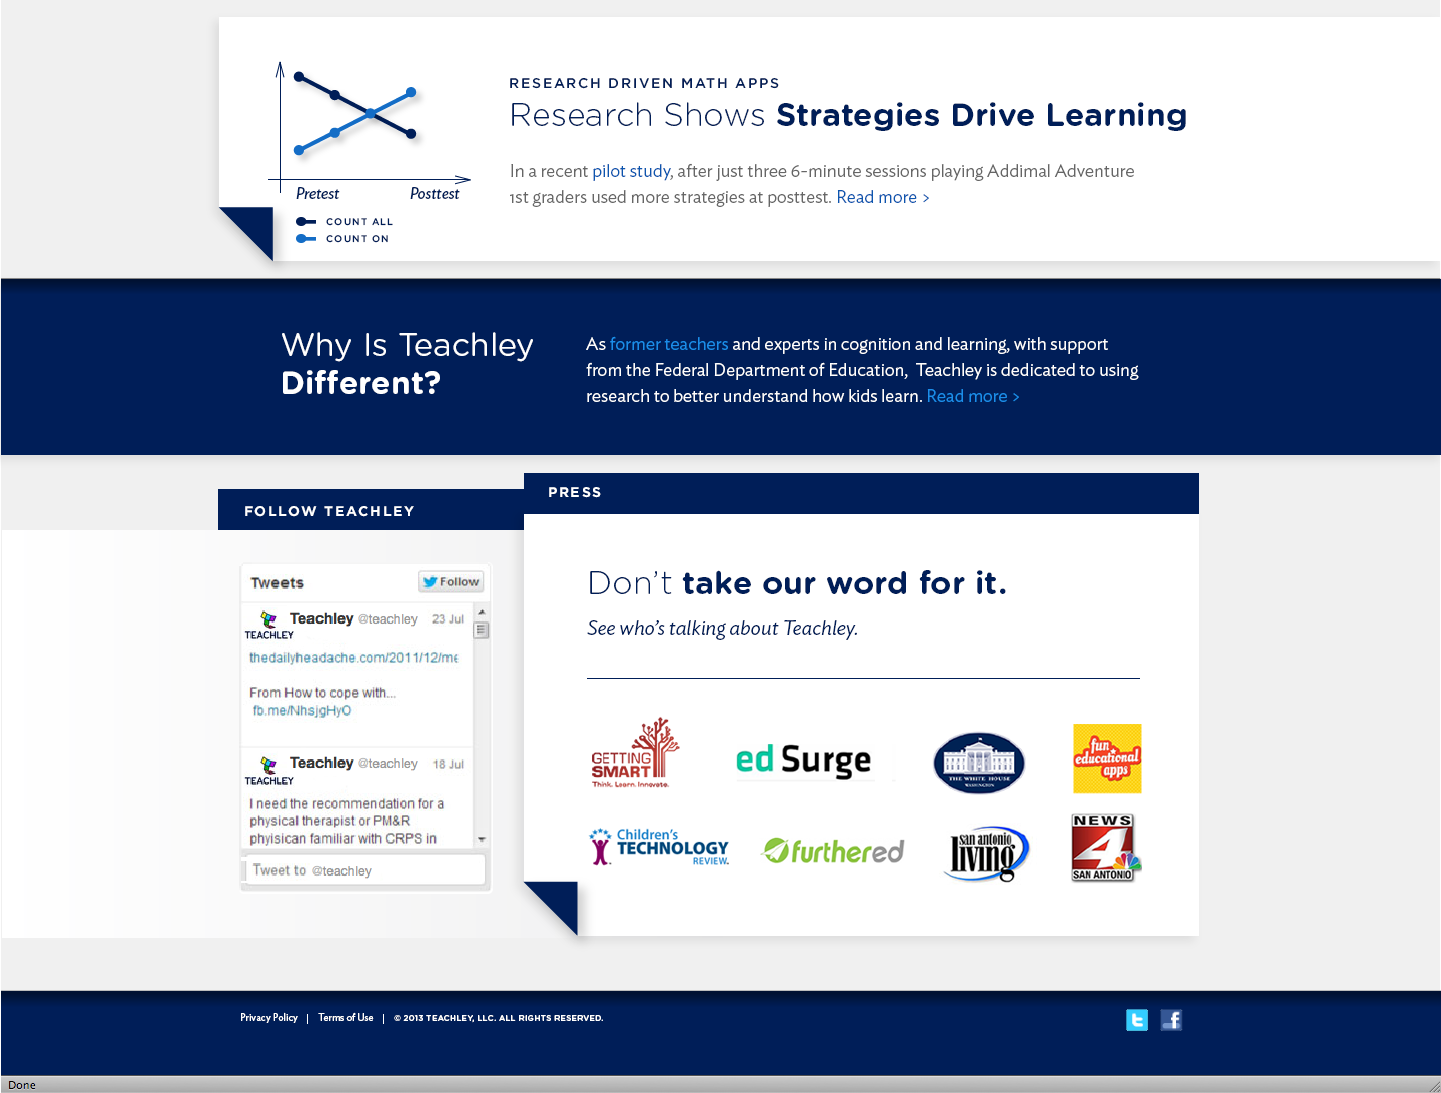 RESEARCH DRIVEN MATH APPS
Research Shows Strategies Drive Learning
In a recent pilot study, after just three 6-minute sessions playing Addimal Adventure
1st graders used more strategies at posttest. Read more >
Pretest Posttest
COUNT ALL
COUNT ON
Why Is Teachley
Different?
As former teachers and experts in cognition and learning, with support
from the Federal Department of Education, Teachley is dedicated to using
research to better understand how kids learn. Read more >
FOLLOW TEACHLEY
Tweets
Follow
Teachley @teachley 23 Jul
TEACHLEY
thedailyheadache.com/2011/12/me
From How to cope with...
fb.me/NhsjgHyO
Teachley @teachley 18 Jul
TEACHLEY
I need the recommendation for a
physical therapist or PM&R
phyisican familiar with CRPS in
Tweet to @teachley
PRESS
Don't take our word for it.
See who's talking about Teachley.
GETTING
SMART
Think. Learn. Innovate.
ed Surge
THE WHITE HOUSE
WASHINGTON
fun
educational
apps
Children's
TECHNOLOGY
REVIEW.
furthered
san antonio
living
NEWS
4
SAN ANTONIO
Privacy Policy | Terms of Use | © 2013 TEACHLEY, LLC. ALL RIGHTS RESERVED.
Done